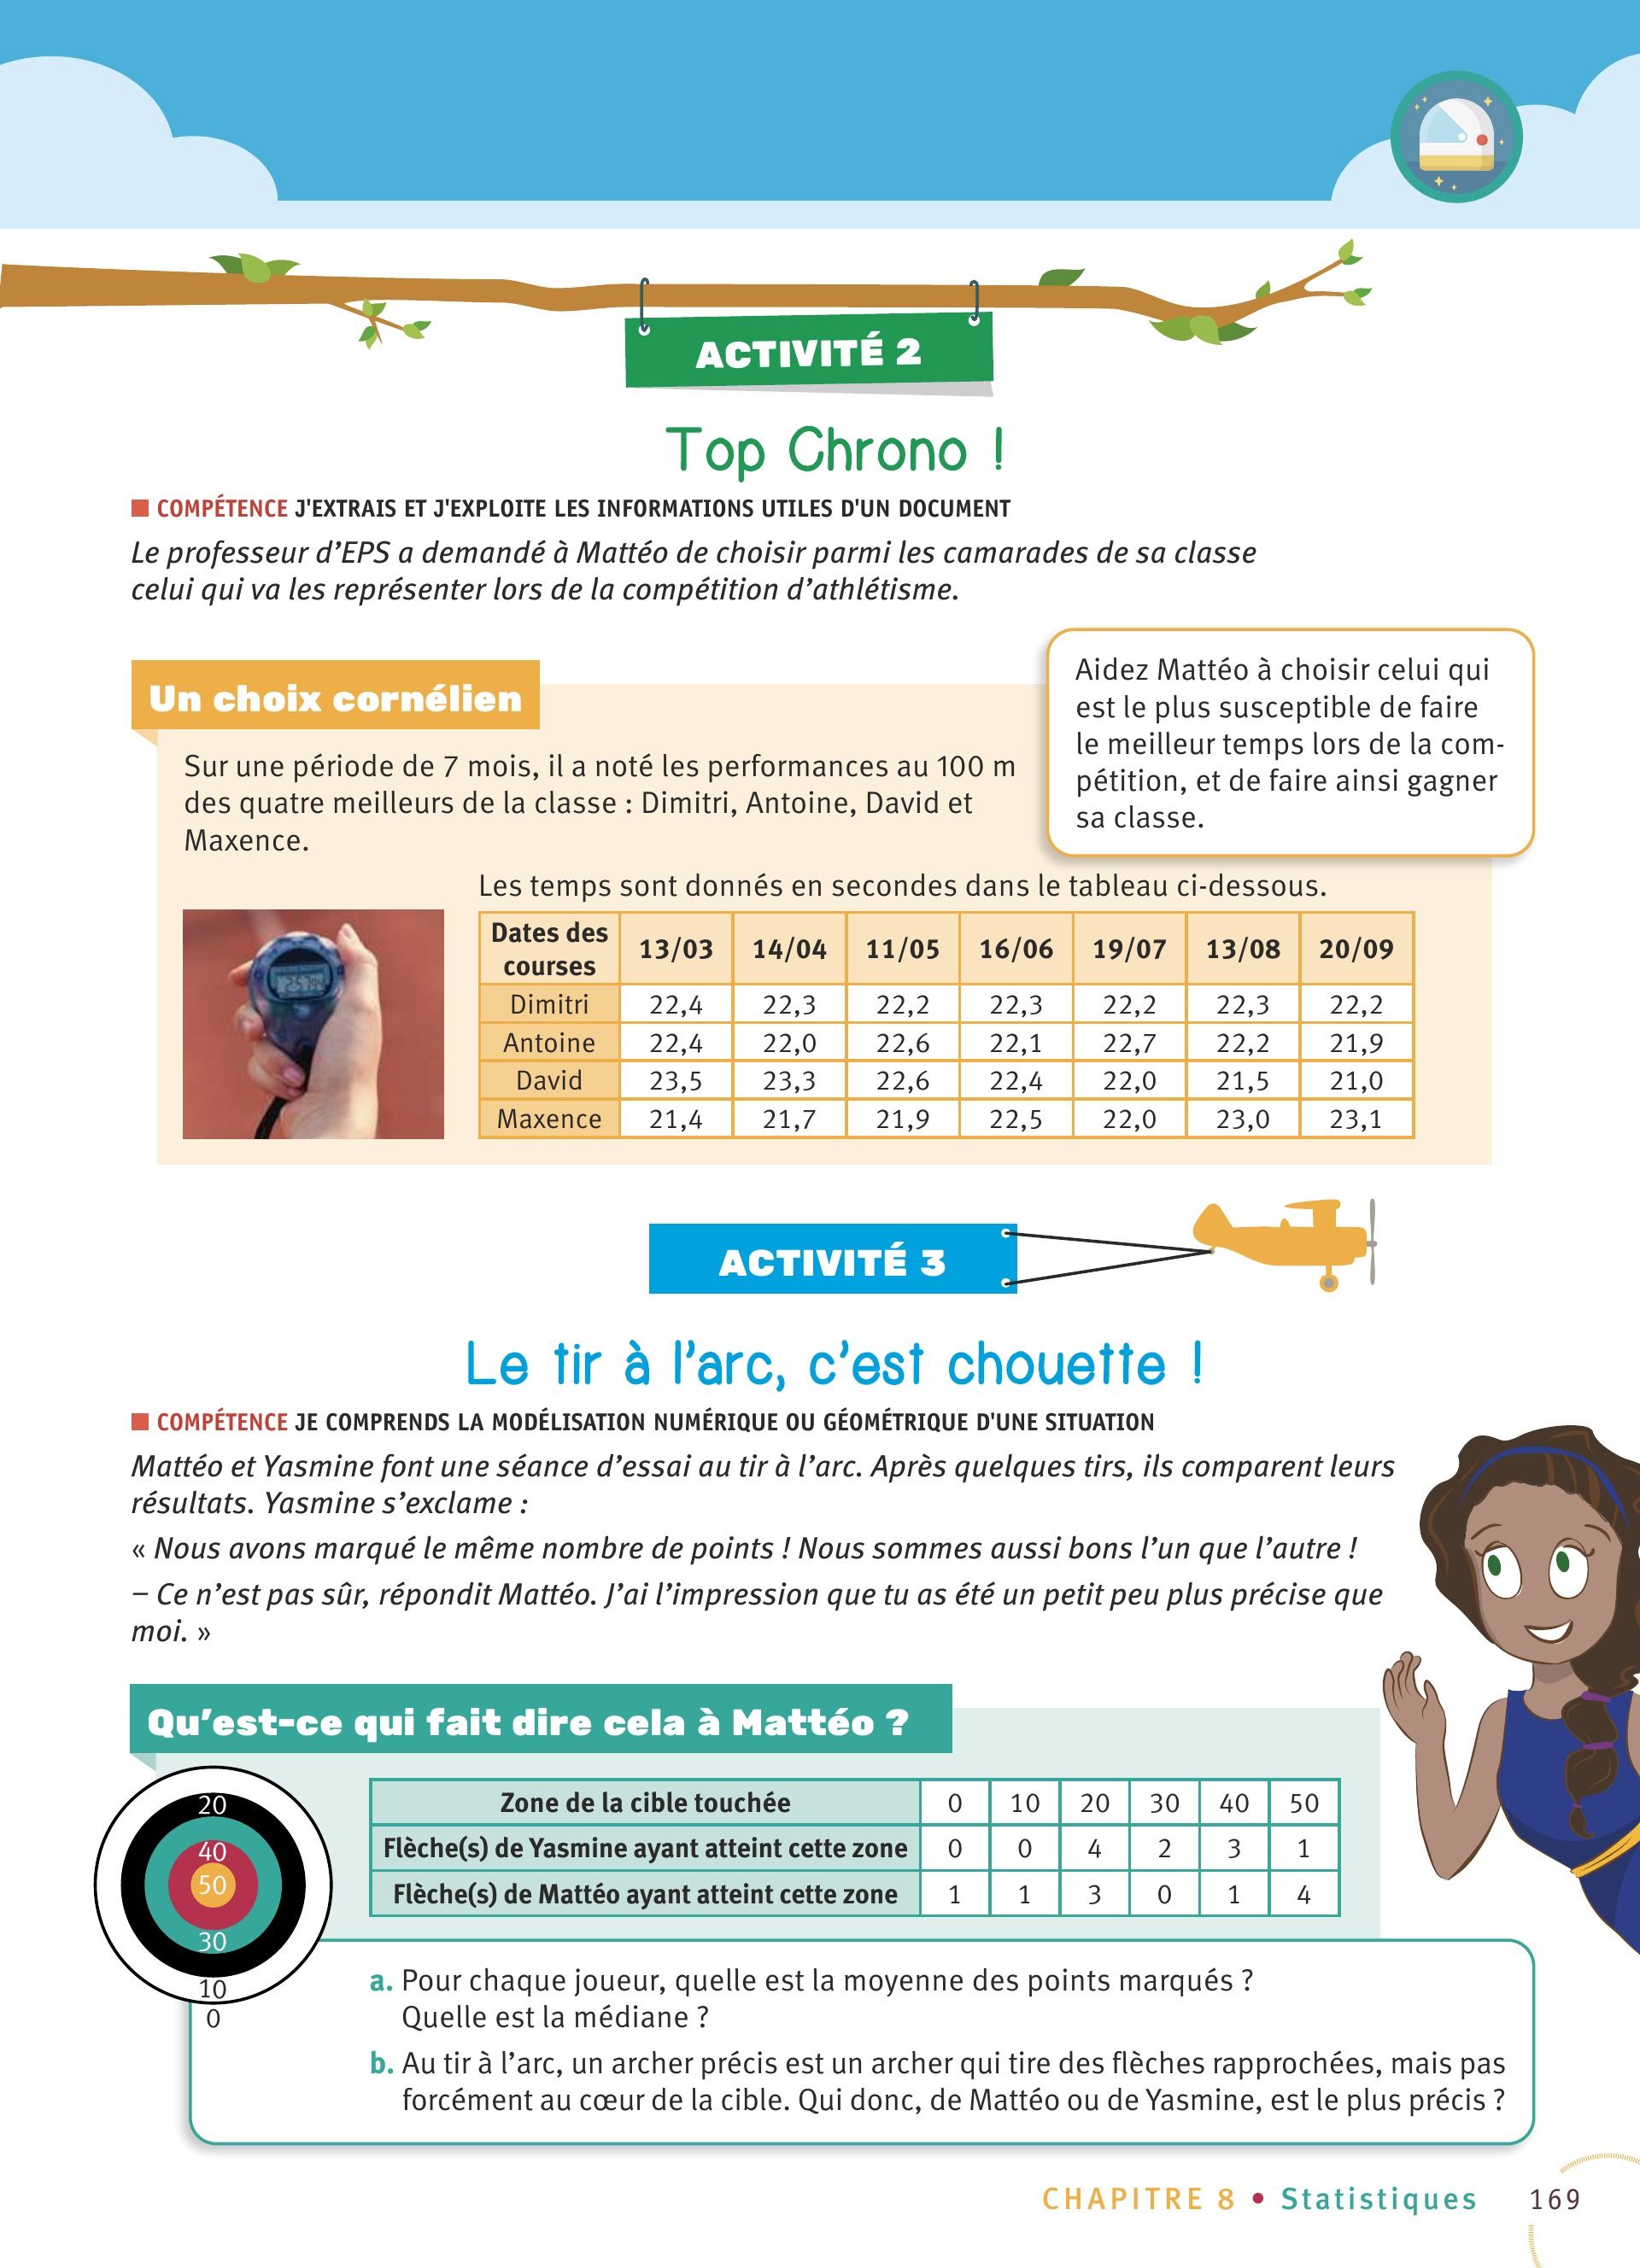 ACTIVITÉ 2
Top Chrono !
COMPÉTENCE J'EXTRAIS ET J'EXPLOITE LES INFORMATIONS UTILES D'UN DOCUMENT
Le professeur d’EPS a demandé à Mattéo de choisir parmi les camarades de sa classe
celui qui va les représenter lors de la compétition d’athlétisme.
Un choix cornélien
Sur une période de 7 mois, il a noté les performances au 100 m
des quatre meilleurs de la classe : Dimitri, Antoine, David et
Maxence.
Aidez Mattéo à choisir celui qui
est le plus susceptible de faire
le meilleur temps lors de la com-
pétition, et de faire ainsi gagner
sa classe.
Les temps sont donnés en secondes dans le tableau ci-dessous.
Dates des
courses 13/03 14/04 11/05 16/06 19/07 13/08 20/09
Dimitri 22,4 22,3 22,2 22,3 22,2 22,3 22,2
Antoine 22,4 22,0 22,6 22,1 22,7 22,2 21,9
David 23,5 23,3 22,6 22,4 22,0 21,5 21,0
Maxence 21,4 21,7 21,9 22,5 22,0 23,0 23,1
ACTIVITÉ 3
Le tir à l’arc, c’est chouette !
COMPÉTENCE JE COMPRENDS LA MODÉLISATION NUMÉRIQUE OU GÉOMÉTRIQUE D'UNE SITUATION
Mattéo et Yasmine font une séance d’essai au tir à l’arc. Après quelques tirs, ils comparent leurs
résultats. Yasmine s’exclame :
« Nous avons marqué le même nombre de points ! Nous sommes aussi bons l’un que l’autre !
– Ce n’est pas sûr, répondit Mattéo. J’ai l’impression que tu as été un petit peu plus précise que
moi. »
Qu’est-ce qui fait dire cela à Mattéo ?
20
40
50
30
10
0
Zone de la cible touchée 0 10 20 30 40 50
Flèche(s) de Yasmine ayant atteint cette zone 0 0 4 2 3 1
Flèche(s) de Mattéo ayant atteint cette zone 1 1 3 0 1 4
a. Pour chaque joueur, quelle est la moyenne des points marqués ?
Quelle est la médiane ?
b. Au tir à l’arc, un archer précis est un archer qui tire des flèches rapprochées, mais pas
forcément au cœur de la cible. Qui donc, de Mattéo ou de Yasmine, est le plus précis ?
CHAPITRE 8 • Statistiques 169